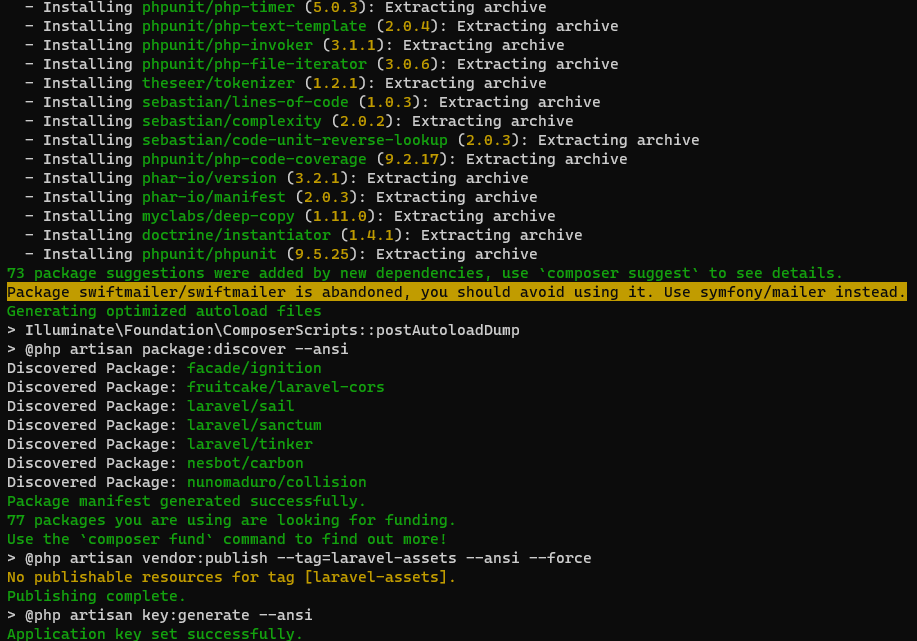 - Installing phpunit/php-timer (5.0.3): Extracting archive
- Installing phpunit/php-text-template (2.0.4): Extracting archive
- Installing phpunit/php-invoker (3.1.1): Extracting archive
- Installing phpunit/php-file-iterator (3.0.6): Extracting archive
- Installing theseer/tokenizer (1.2.1): Extracting archive
- Installing sebastian/lines-of-code (1.0.3): Extracting archive
- Installing sebastian/complexity (2.0.2): Extracting archive
- Installing sebastian/code-unit-reverse-lookup (2.0.3): Extracting archive
- Installing phpunit/php-code-coverage (9.2.17): Extracting archive
- Installing phar-io/version (3.2.1): Extracting archive
- Installing phar-io/manifest (2.0.3): Extracting archive
- Installing myclabs/deep-copy (1.11.0): Extracting archive
- Installing doctrine/instantiator (1.4.1): Extracting archive
- Installing phpunit/phpunit (9.5.25): Extracting archive
73 package suggestions were added by new dependencies, use `composer suggest` to see details.
Package swiftmailer/swiftmailer is abandoned, you should avoid using it. Use symfony/mailer instead.
Generating optimized autoload files
> Illuminate\Foundation\ComposerScripts::postAutoloadDump
> @php artisan package:discover --ansi
Discovered Package: facade/ignition
Discovered Package: fruitcake/laravel-cors
Discovered Package: laravel/sail
Discovered Package: laravel/sanctum
Discovered Package: laravel/tinker
Discovered Package: nesbot/carbon
Discovered Package: nunomaduro/collision
Package manifest generated successfully.
77 packages you are using are looking for funding.
Use the `composer fund` command to find out more!
> @php artisan vendor:publish --tag=laravel-assets --ansi --force
No publishable resources for tag [laravel-assets].
Publishing complete.
> @php artisan key:generate --ansi
Application key set successfully.